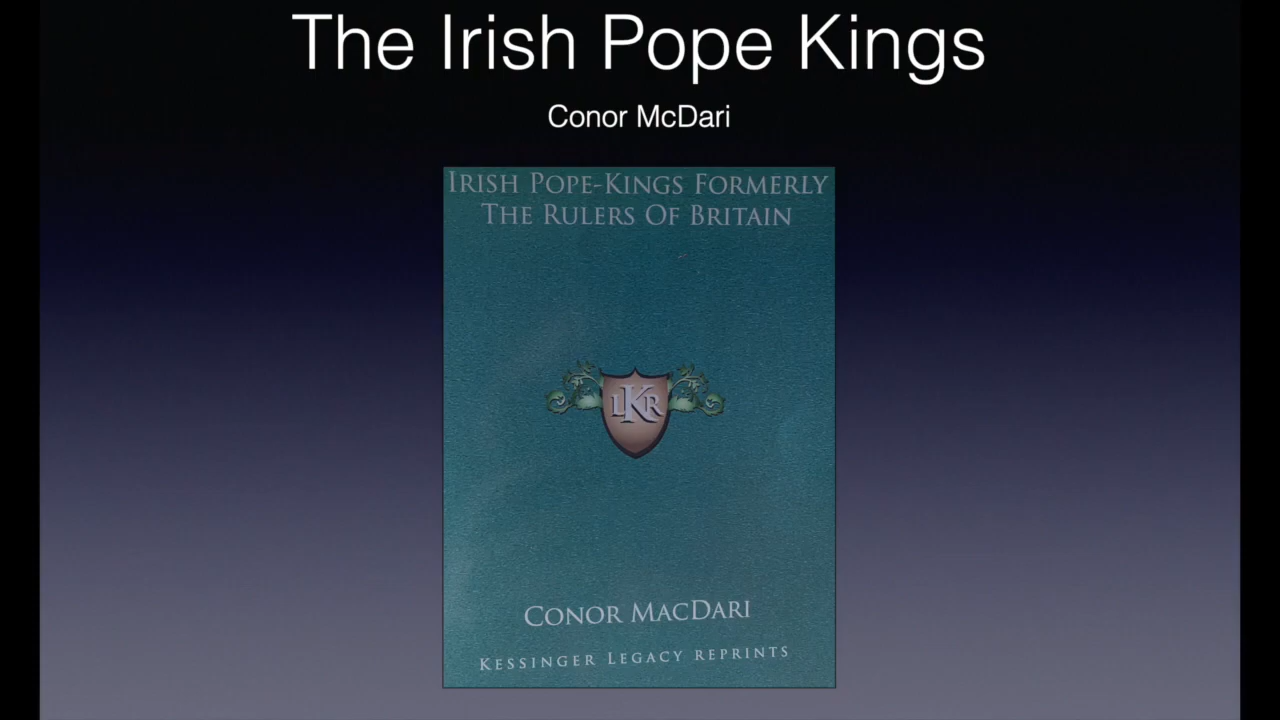 The Irish Pope Kings
Conor McDari
IRISH POPE-KINGS FORMERLY
THE RULERS OF BRITAIN
LKR
CONOR MACDARI
KESSINGER LEGACY REPRINTS